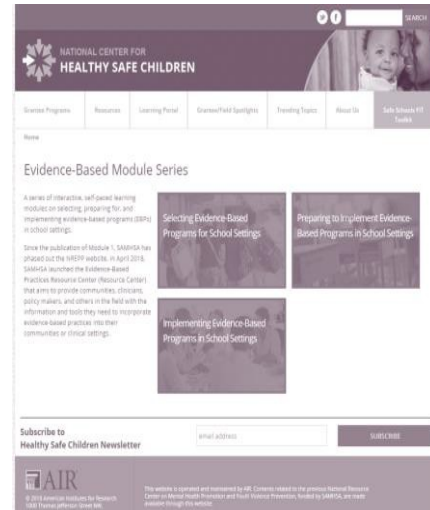 SEARCH
NATIONAL CENTER FOR
HEALTHY SAFE CHILDREN
Grantee Programs
Resources
Learning Portal
Grantee/Field Spotlights
Trending Topics
About Us
Safe Schools FIT
Toolkit
Home
Evidence-Based Module Series
A series of interactive, self-paced learning
modules on selecting, preparing for, and
implementing evidence-based programs (EBPs)
in school settings.
Since the publication of Module 1, SAMHSA has
phased out the NREPP website. In April 2018,
SAMHSA launched the Evidence-Based
Practices Resource Center (Resource Center)
that aims to provide communities, clinicians,
policy makers, and others in the field with the
information and tools they need to incorporate
evidence-based practices into their
communities or clinical settings.
Selecting Evidence-Based
Programs for School Settings
Preparing to Implement Evidence-
Based Programs in School Settings
Implementing Evidence-Based
Programs in School Settings
Subscribe to
Healthy Safe Children Newsletter
email address
SUBSCRIBE
AIR
© 2018 American Institutes for Research
1000 Thomas Jefferson Street NW,
This website is operated and maintained by AIR. Contents related to the previous National Resource
Center on Mental Health Promotion and Youth Violence Prevention, funded by SAMHSA, are made
available through this website.